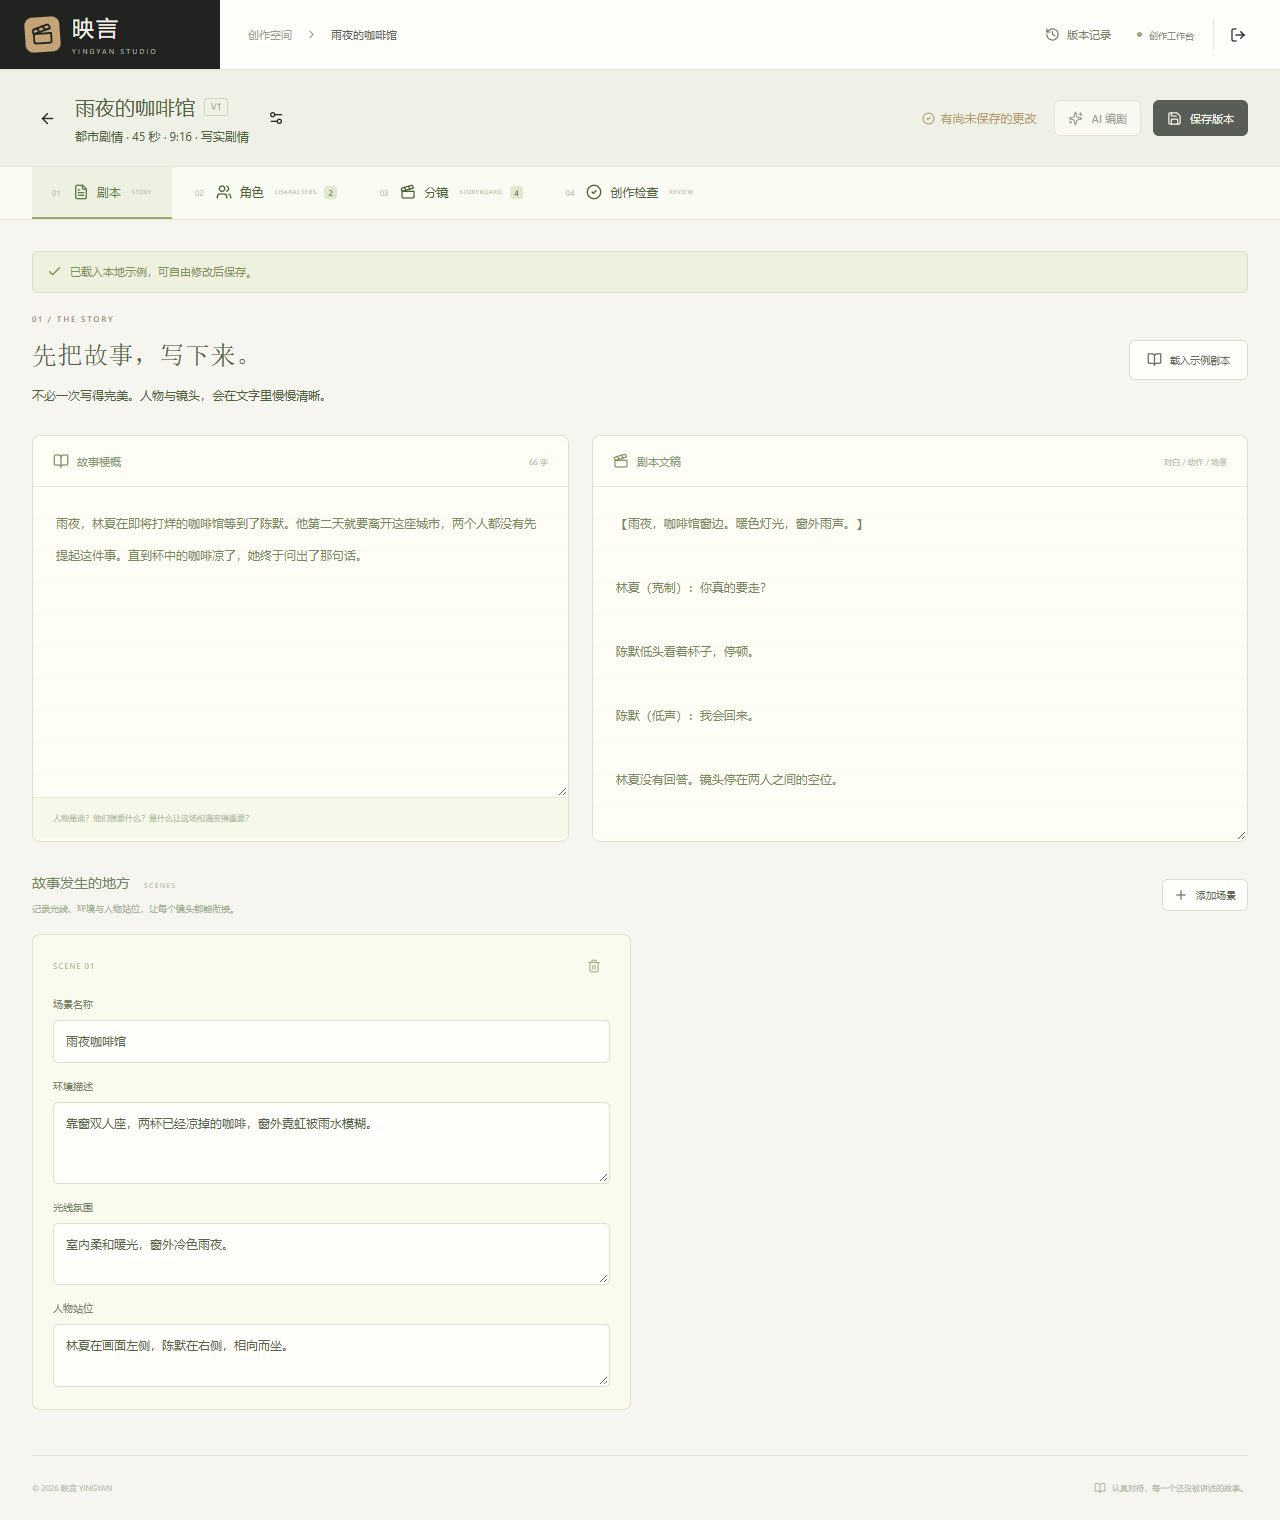 映言
YINGYAN STUDIO
创作空间 > 雨夜的咖啡馆
版本记录
创作工作台
雨夜的咖啡馆 V1
都市剧情 · 45 秒 · 9:16 · 写实剧情
有尚未保存的更改
AI 编剧
保存版本
01 剧本 STORY
02 角色 CHARACTERS 2
03 分镜 STORYBOARD 4
04 创作检查 REVIEW
已载入本地示例，可自由修改后保存。
01 / THE STORY
先把故事，写下来。
不必一次写得完美。人物与镜头，会在文字里慢慢清晰。
载入示例剧本
故事梗概
66 字
雨夜，林夏在即将打烊的咖啡馆等到了陈默。他第二天就要离开这座城市，两个人都没有先
提起这件事。直到杯中的咖啡凉了，她终于问出了那句话。
人物是谁？他们想要什么？是什么让这场相遇变得重要？
剧本文稿
对白 / 动作 / 场景
【雨夜，咖啡馆窗边。暖色灯光，窗外雨声。】
林夏（克制）：你真的要走？
陈默低头看着杯子，停顿。
陈默（低声）：我会回来。
林夏没有回答。镜头停在两人之间的空位。
故事发生的地方 SCENES
记录光线、环境与人物站位，让每个镜头都能衔接。
添加场景
SCENE 01
场景名称
雨夜咖啡馆
环境描述
靠窗双人座，两杯已经凉掉的咖啡，窗外霓虹被雨水模糊。
光线氛围
室内柔和暖光，窗外冷色雨夜。
人物站位
林夏在画面左侧，陈默在右侧，相向而坐。
© 2026 映言 YINGYAN
认真对待，每一个还没被讲述的故事。